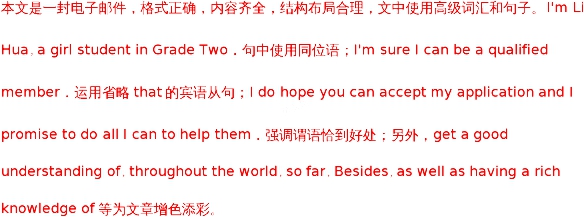 本文是一封电子邮件，格式正确，内容齐全，结构布局合理，文中使用高级词汇和句子。I'm Li
Hua, a girl student in Grade Two．句中使用同位语；I'm sure I can be a qualified
member．运用省略 that 的宾语从句；I do hope you can accept my application and I
promise to do all I can to help them．强调谓语恰到好处；另外，get a good
understanding of, throughout the world, so far, Besides, as well as having a rich
knowledge of 等为文章增色添彩。